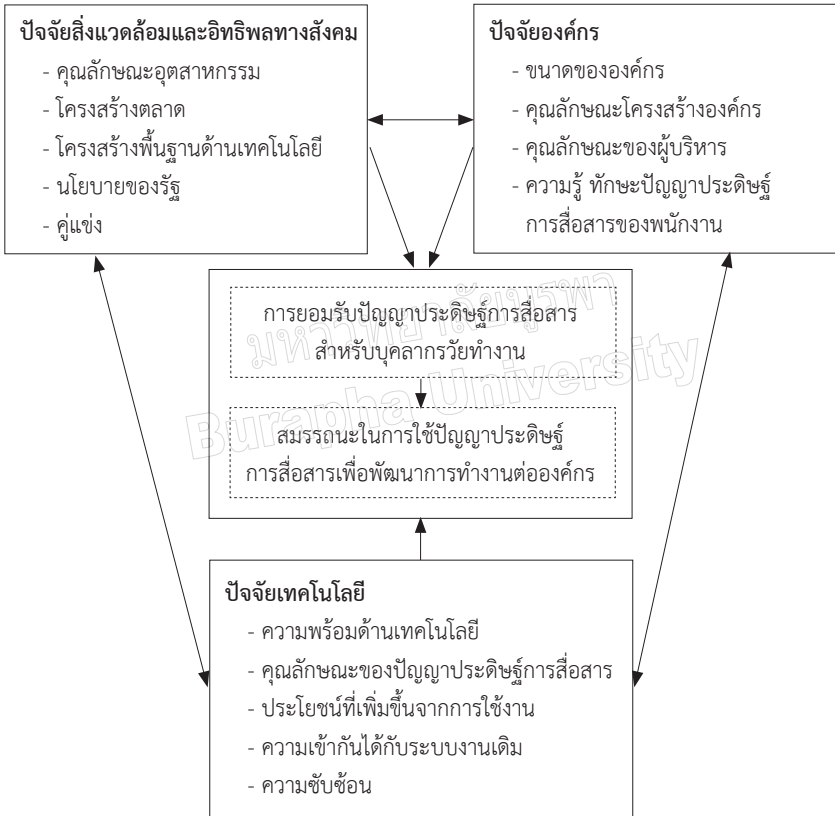 ปัจจัยสิ่งแวดล้อมและอิทธิพลทางสังคม
- คุณลักษณะอุตสาหกรรม
- โครงสร้างตลาด
- โครงสร้างพื้นฐานด้านเทคโนโลยี
- นโยบายของรัฐ
- คู่แข่ง
ปัจจัยองค์กร
- ขนาดขององค์กร
- คุณลักษณะโครงสร้างองค์กร
- คุณลักษณะของผู้บริหาร
- ความรู้ ทักษะปัญญาประดิษฐ์
การสื่อสารของพนักงาน
การยอมรับปัญญาประดิษฐ์การสื่อสาร
สำหรับบุคลากรวัยทำงาน
มหาวิทยาลัยบูรพา
Burapha University
สมรรถนะในการใช้ปัญญาประดิษฐ์
การสื่อสารเพื่อพัฒนาการทำงานต่อองค์กร
ปัจจัยเทคโนโลยี
- ความพร้อมด้านเทคโนโลยี
- คุณลักษณะของปัญญาประดิษฐ์การสื่อสาร
- ประโยชน์ที่เพิ่มขึ้นจากการใช้งาน
- ความเข้ากันได้กับระบบงานเดิม
- ความซับซ้อน